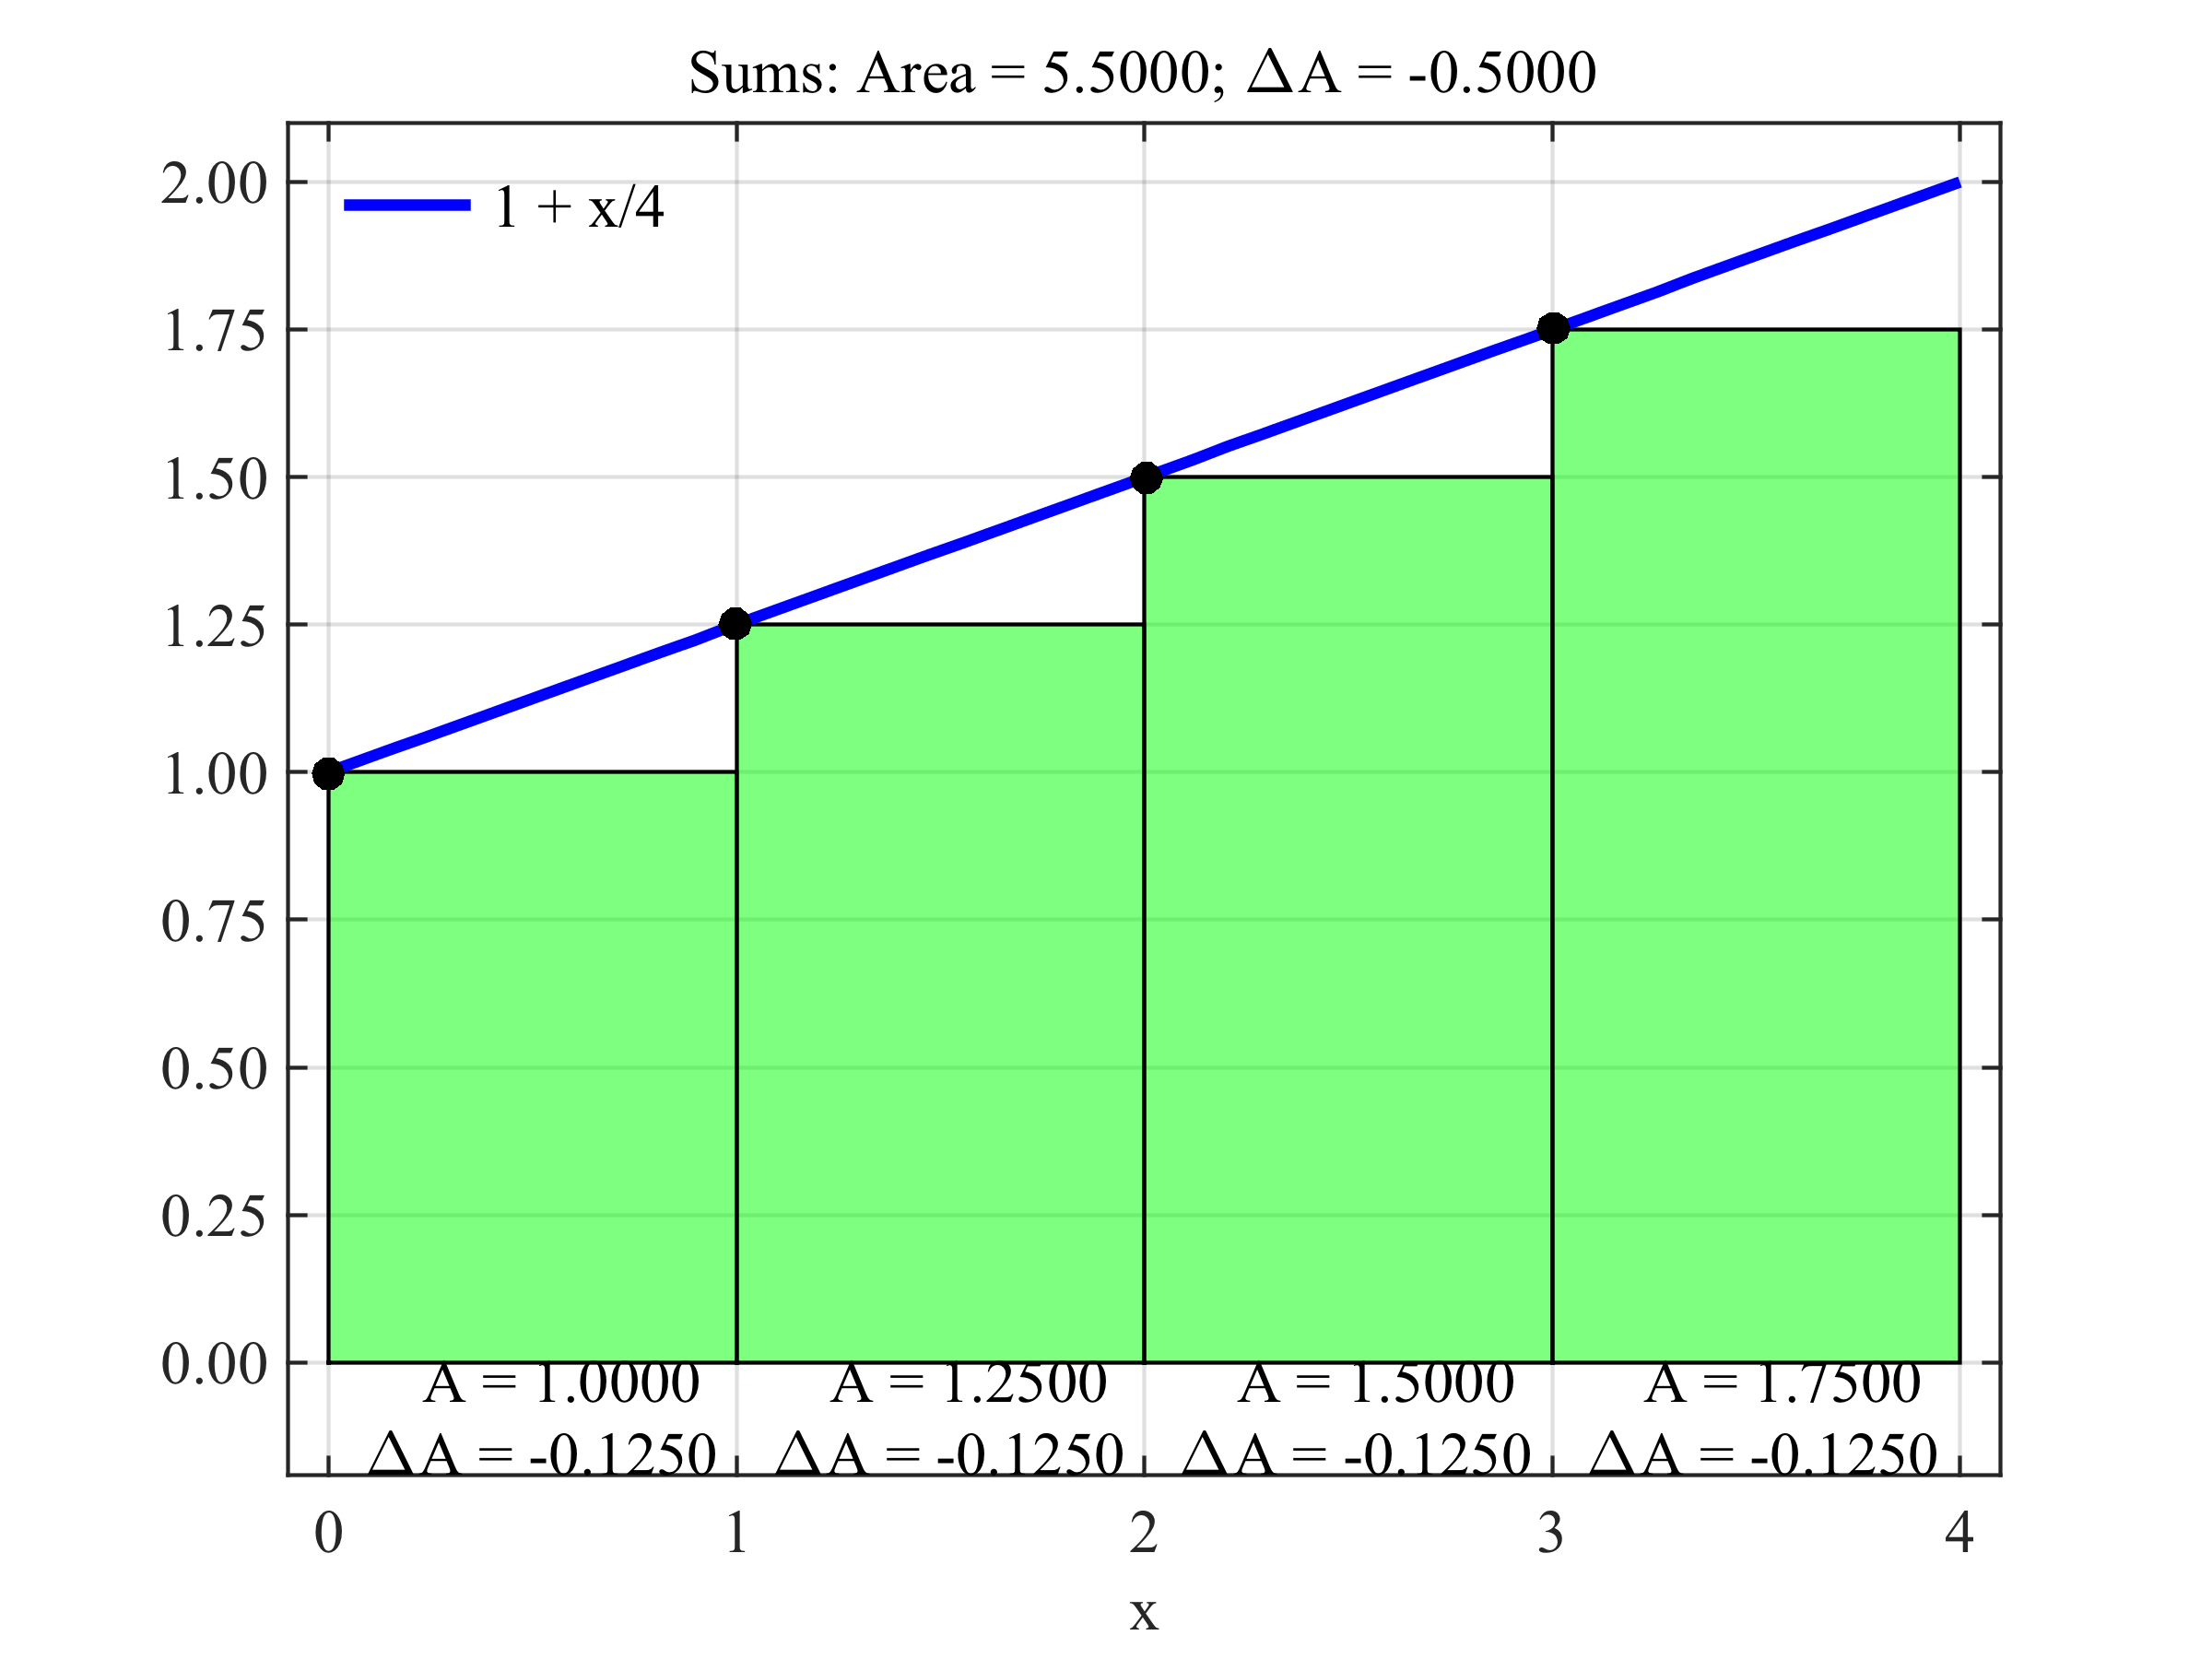 Sums: Area = 5.5000; ΔA = -0.5000
1 + x/4
2.00
1.75
1.50
1.25
1.00
0.75
0.50
0.25
0.00
A = 1.0000 A = 1.2500 A = 1.5000 A = 1.7500
ΔA = -0.1250 ΔA = -0.1250 ΔA = -0.1250 ΔA = -0.1250
0 1 2 3 4
x